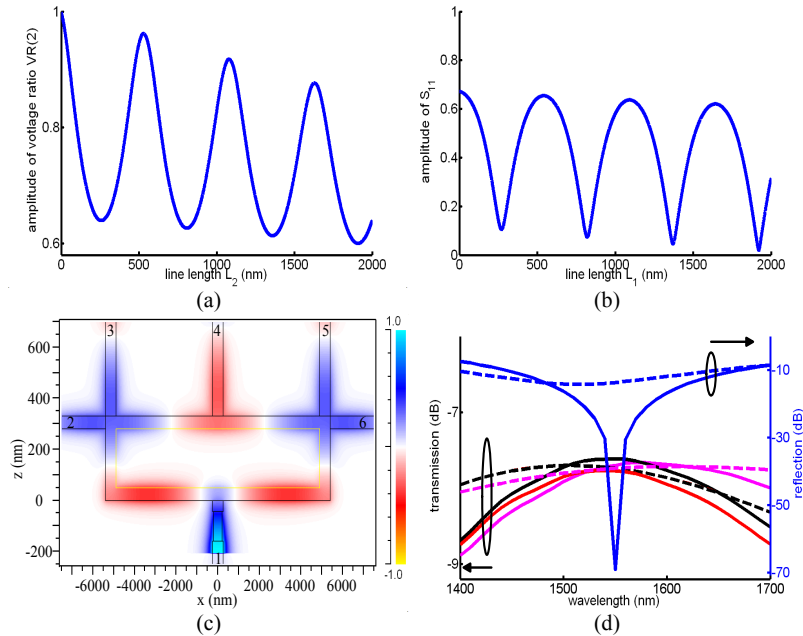 amplitude of votlage ratio VR(2)
1
0.8
0.6
0 500 1000 1500 2000
line length L2 (nm)
(a)
amplitude of S11
1
0.8
0.6
0.4
0.2
0
0 500 1000 1500 2000
line length L1 (nm)
(b)
z (nm)
600
400
200
0
-200
3 4 5
2 6
1
-6000 -4000 -2000 0 2000 4000 6000
x (nm)
1.0
-1.0
(c)
transmission (dB)
-7
-9
1400 1500 1600 1700
wavelength (nm)
-10
-30
-50
-70
reflection (dB)
(d)